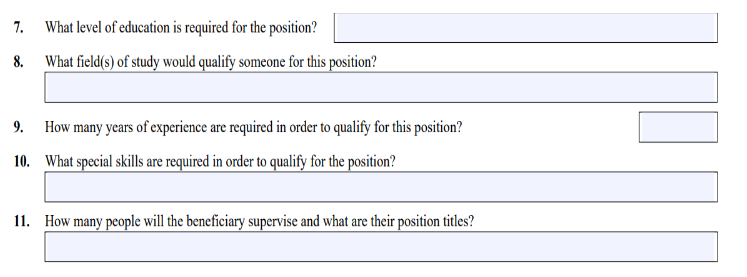 7. What level of education is required for the position?
8. What field(s) of study would qualify someone for this position?
9. How many years of experience are required in order to qualify for this position?
10. What special skills are required in order to qualify for the position?
11. How many people will the beneficiary supervise and what are their position titles?